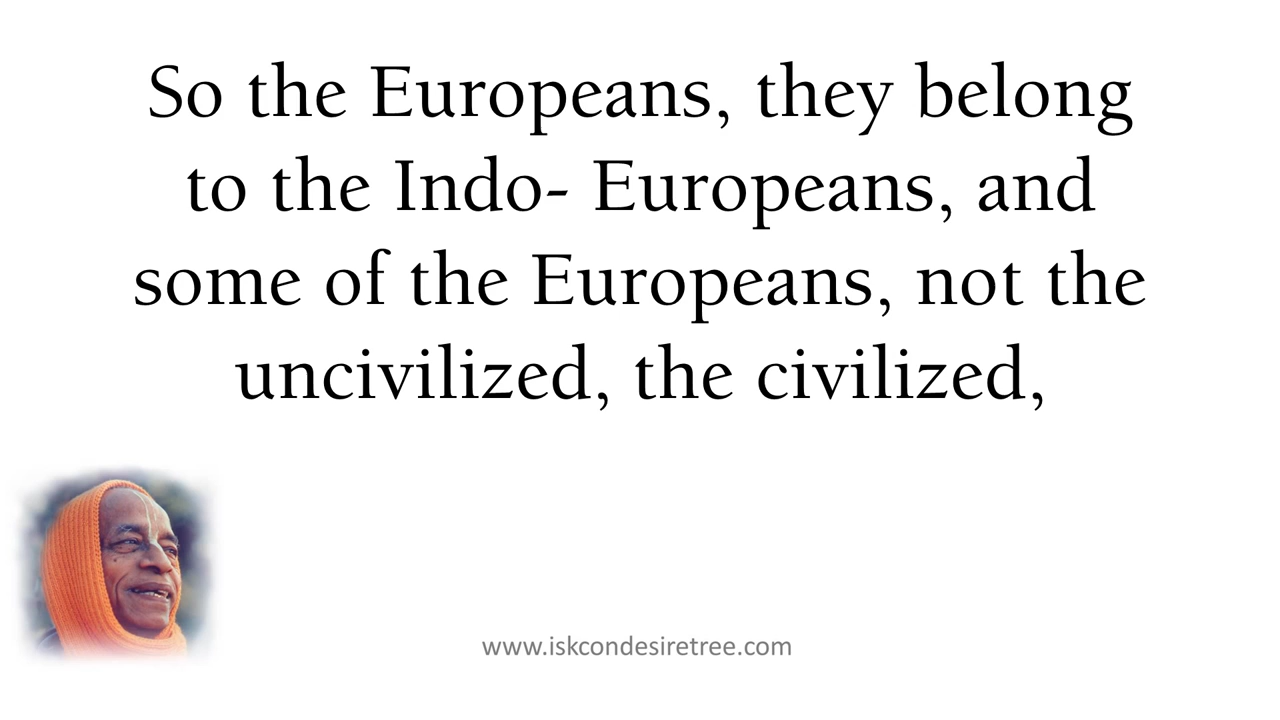 So the Europeans, they belong
to the Indo- Europeans, and
some of the Europeans, not the
uncivilized, the civilized,
www.iskcondesiretree.com